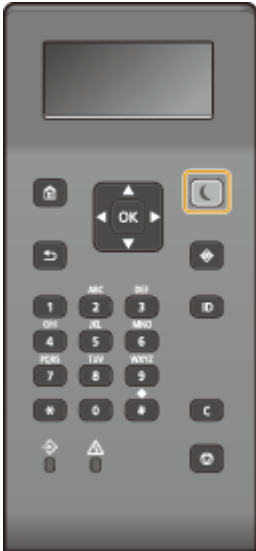 OK
ABC DEF
1 2 3 ID
GHI JKL MNO
4 5 6
PQRS TUV WXYZ
7 8 9
* 0 # C